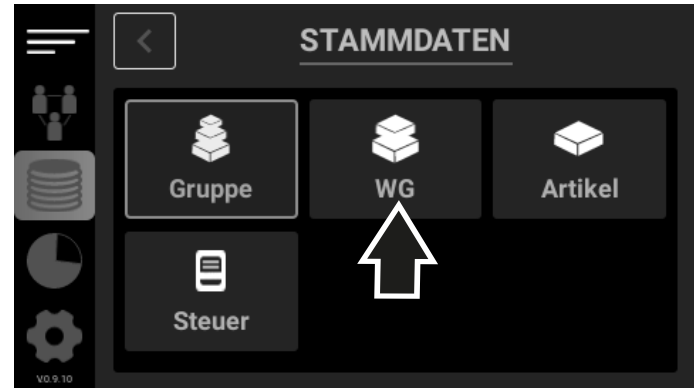 STAMMDATEN
Gruppe
WG
Artikel
Steuer
V0.9.10